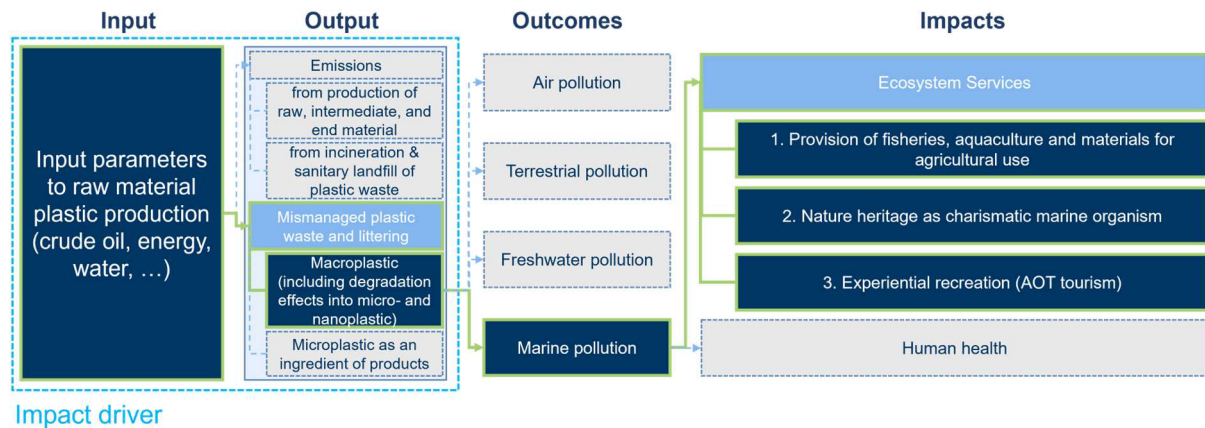 Input
Output
Outcomes
Impacts
Input parameters
to raw material
plastic production
(crude oil, energy,
water, …)
Emissions
from production of
raw, intermediate, and
end material
from incineration &
sanitary landfill of
plastic waste
Mismanaged plastic
waste and littering
Macroplastic
(including degradation
effects into micro- and
nanoplastic)
Microplastic as an
ingredient of products
Air pollution
Terrestrial pollution
Freshwater pollution
Marine pollution
Ecosystem Services
1. Provision of fisheries, aquaculture and materials for
agricultural use
2. Nature heritage as charismatic marine organism
3. Experiential recreation (AOT tourism)
Human health
Impact driver